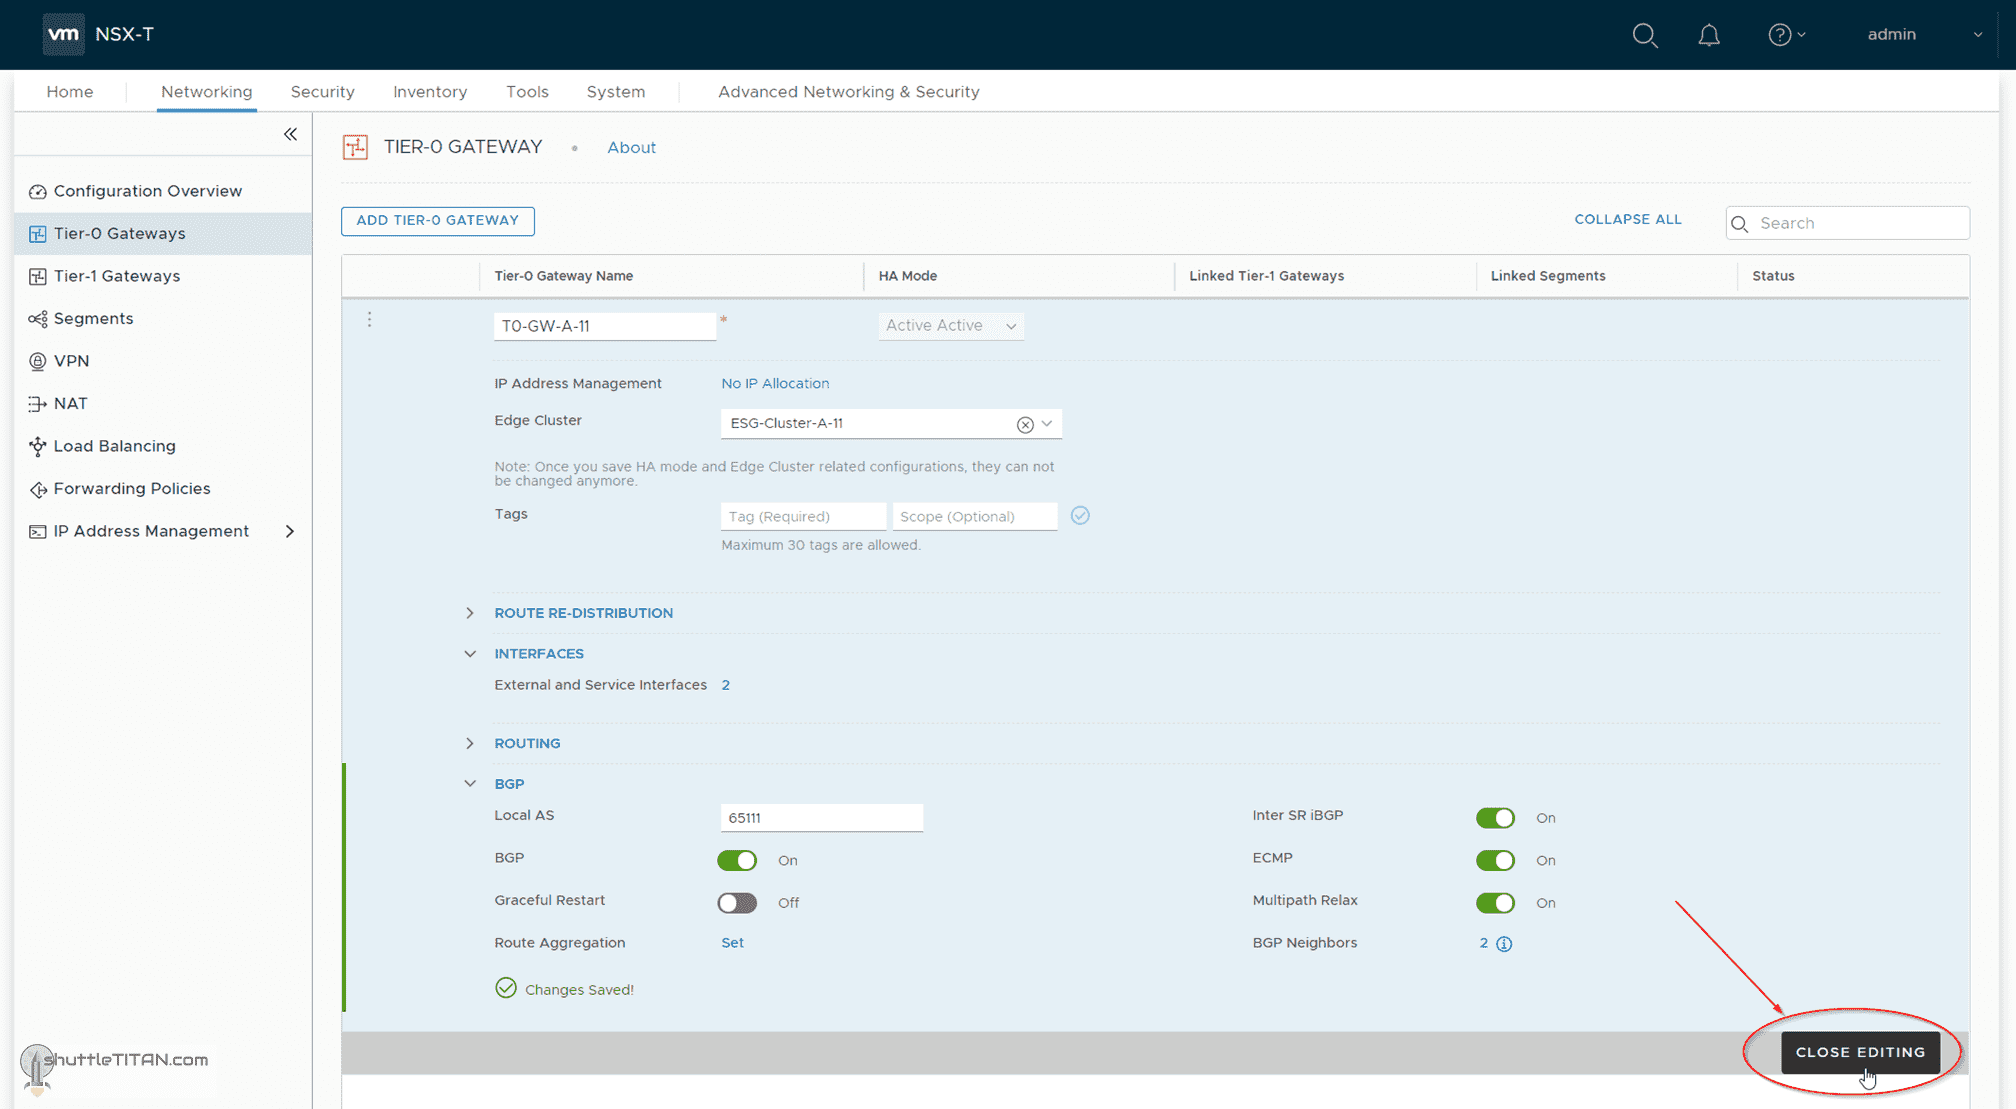 vm NSX-T admin
Home Networking Security Inventory Tools System Advanced Networking & Security
TIER-0 GATEWAY • About
Configuration Overview
Tier-0 Gateways
Tier-1 Gateways
Segments
VPN
NAT
Load Balancing
Forwarding Policies
IP Address Management
ADD TIER-0 GATEWAY COLLAPSE ALL Search
Tier-0 Gateway Name HA Mode Linked Tier-1 Gateways Linked Segments Status
T0-GW-A-11 * Active Active
IP Address Management No IP Allocation
Edge Cluster ESG-Cluster-A-11
Note: Once you save HA mode and Edge Cluster related configurations, they can not
be changed anymore.
Tags Tag (Required) Scope (Optional)
Maximum 30 tags are allowed.
ROUTE RE-DISTRIBUTION
INTERFACES
External and Service Interfaces 2
ROUTING
BGP
Local AS 65111 Inter SR iBGP On
BGP On ECMP On
Graceful Restart Off Multipath Relax On
Route Aggregation Set BGP Neighbors 2
Changes Saved!
CLOSE EDITING
shuttleTITAN.com